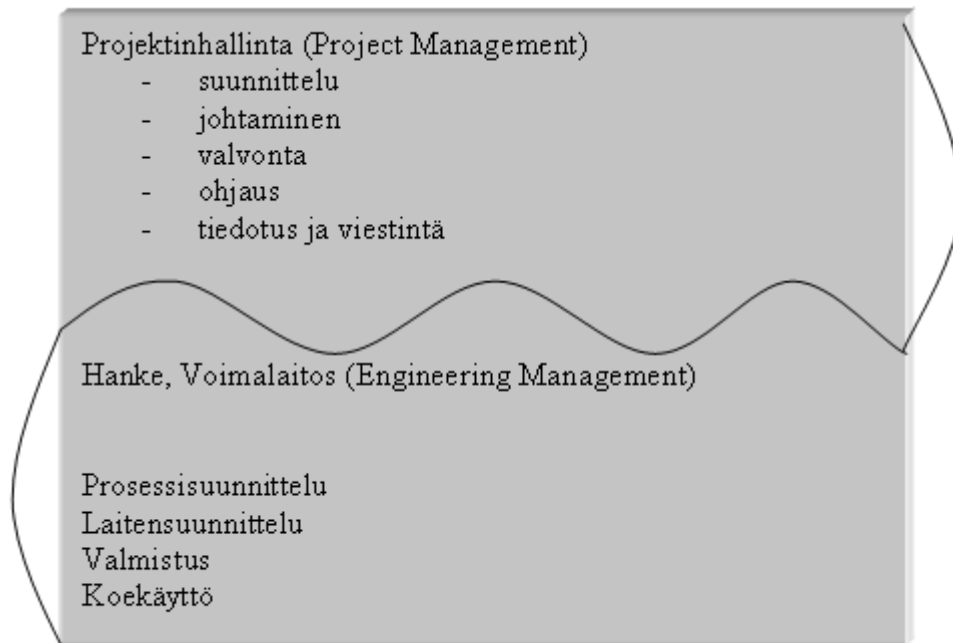 Projektinhallinta (Project Management)
- suunnittelu
- johtaminen
- valvonta
- ohjaus
- tiedotus ja viestintä
Hanke, Voimalaitos (Engineering Management)
Prosessisuunnittelu
Laitensuunnittelu
Valmistus
Koekäyttö